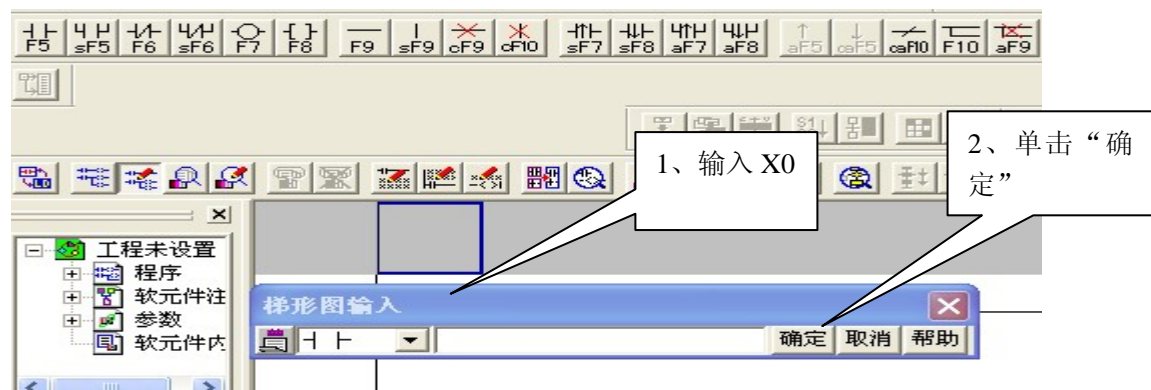 F5 sF5 F6 sF6 F7 F8 F9 sF9 cF9 cF10 sF7 sF8 aF7 aF8 aF5 caF5 caF10 F10 aF9
1、输入 X0
2、单击“确
定”
工程未设置
程序
软元件注
参数
软元件内
梯形图输入
确定 取消 帮助